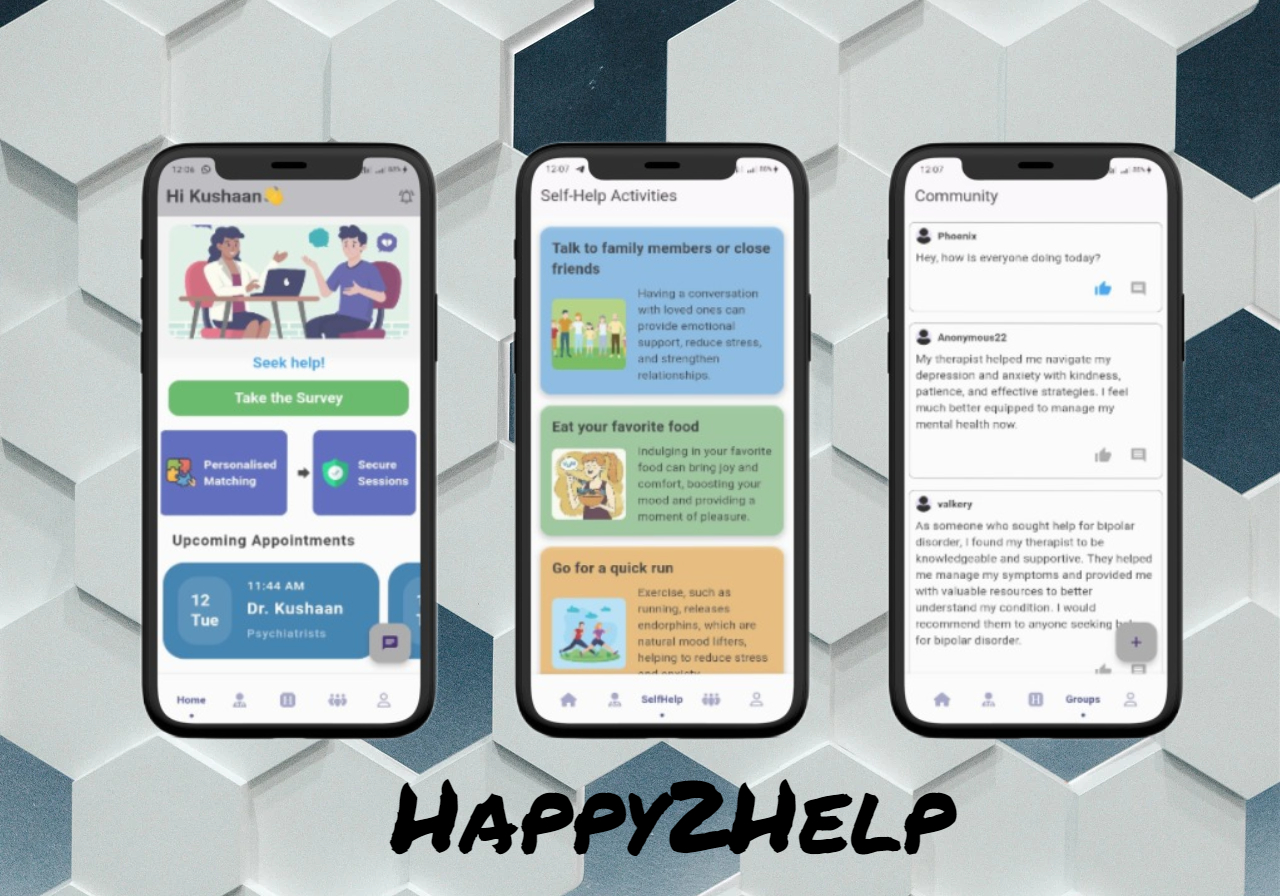 12:06
88%
Hi Kushaan👋
Seek help!
Take the Survey
Personalised
Matching
Secure
Sessions
Upcoming Appointments
12
Tue
11:44 AM
Dr. Kushaan
Psychiatrists
Home
12:07
88%
Self-Help Activities
Talk to family members or close
friends
Having a conversation
with loved ones can
provide emotional
support, reduce stress,
and strengthen
relationships.
Eat your favorite food
Indulging in your favorite
food can bring joy and
comfort, boosting your
mood and providing a
moment of pleasure.
Go for a quick run
Exercise, such as
running, releases
endorphins, which are
natural mood lifters,
helping to reduce stress
and anxiety.
SelfHelp
12:07
88%
Community
Phoenix
Hey, how is everyone doing today?
Anonymous22
My therapist helped me navigate my
depression and anxiety with kindness,
patience, and effective strategies. I feel
much better equipped to manage my
mental health now.
valkery
As someone who sought help for bipolar
disorder, I found my therapist to be
knowledgeable and supportive. They helped
me manage my symptoms and provided me
with valuable resources to better
understand my condition. I would
recommend them to anyone seeking
for bipolar disorder.
Groups
Happy2Help